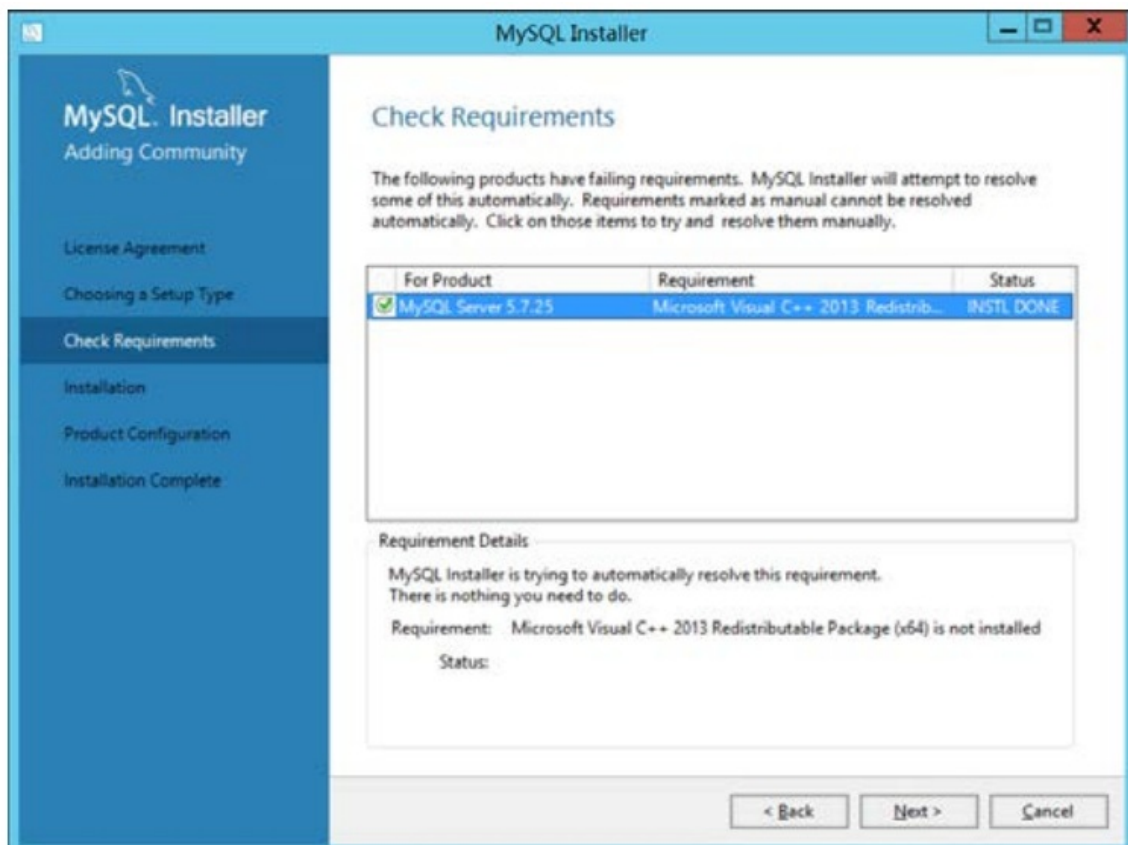 MySQL Installer
MySQL. Installer
Adding Community
License Agreement
Choosing a Setup Type
Check Requirements
Installation
Product Configuration
Installation Complete
Check Requirements
The following products have failing requirements. MySQL Installer will attempt to resolve
some of this automatically. Requirements marked as manual cannot be resolved
automatically. Click on those items to try and resolve them manually.
For Product Requirement Status
MySQL Server 5.7.25 Microsoft Visual C++ 2013 Redistrib... INSTL DONE
Requirement Details
MySQL Installer is trying to automatically resolve this requirement.
There is nothing you need to do.
Requirement: Microsoft Visual C++ 2013 Redistributable Package (x64) is not installed
Status:
< Back Next > Cancel